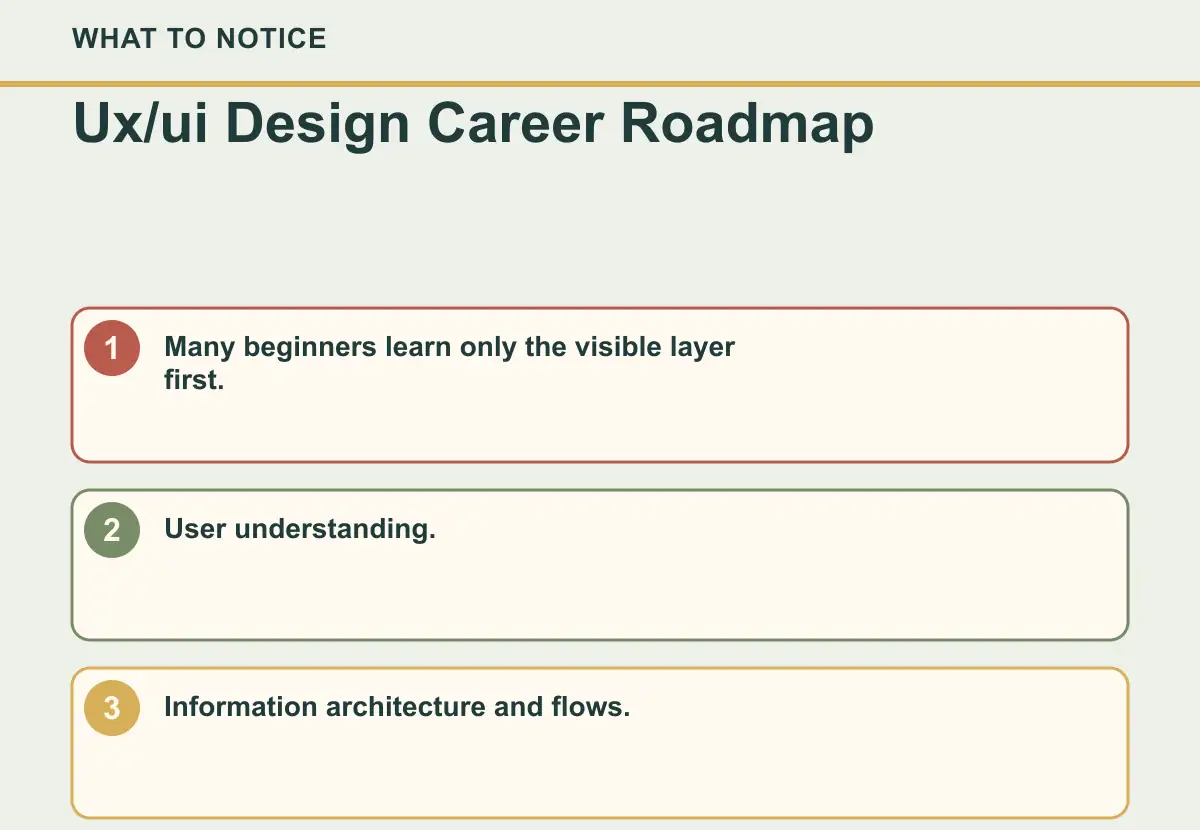 WHAT TO NOTICE
Ux/ui Design Career Roadmap
1
Many beginners learn only the visible layer
first.
2
User understanding.
3
Information architecture and flows.